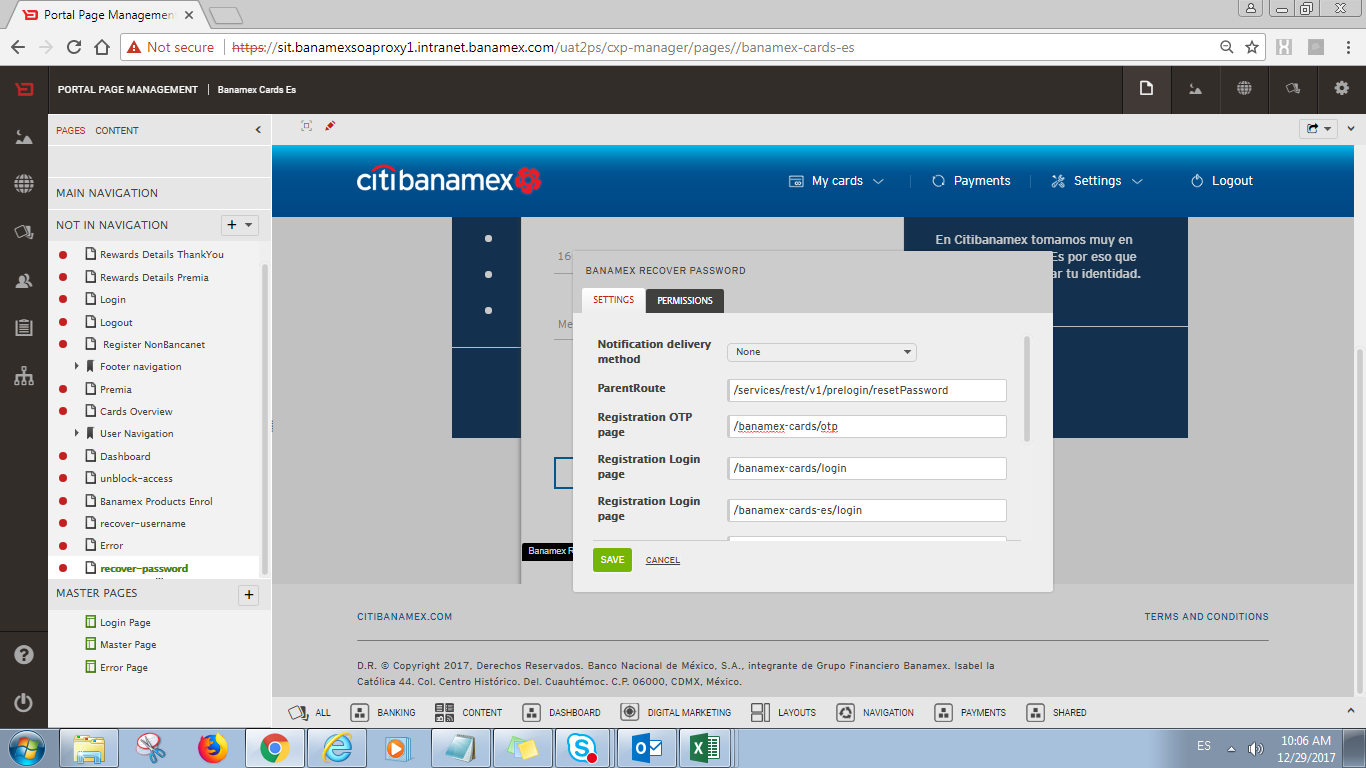 Portal Page Managemen
Not secure
https://sit.banamexsoaproxy1.intranet.banamex.com/uat2ps/cxp-manager/pages//banamex-cards-es
PORTAL PAGE MANAGEMENT | Banamex Cards Es
PAGES CONTENT
MAIN NAVIGATION
NOT IN NAVIGATION
Rewards Details ThankYou
Rewards Details Premia
Login
Logout
Register NonBancanet
Footer navigation
Premia
Cards Overview
User Navigation
Dashboard
unblock-access
Banamex Products Enrol
recover-username
Error
recover-password
MASTER PAGES
Login Page
Master Page
Error Page
citibanamex
My cards
Payments
Settings
Logout
En Citibanamex tomamos muy en
Es por eso que
ar tu identidad.
16
Me
BANAMEX RECOVER PASSWORD
SETTINGS
PERMISSIONS
Notification delivery
method
None
ParentRoute
/services/rest/v1/prelogin/resetPassword
Registration OTP
page
/banamex-cards/otp
Registration Login
page
/banamex-cards/login
Registration Login
page
/banamex-cards-es/login
SAVE
CANCEL
Banamex R
CITIBANAMEX.COM
TERMS AND CONDITIONS
D.R. © Copyright 2017, Derechos Reservados. Banco Nacional de México, S.A., integrante de Grupo Financiero Banamex. Isabel la
Católica 44. Col. Centro Histórico. Del. Cuauhtémoc. C.P. 06000, CDMX, México.
ALL
BANKING
CONTENT
DASHBOARD
DIGITAL MARKETING
LAYOUTS
NAVIGATION
PAYMENTS
SHARED
ES
10:06 AM
12/29/2017